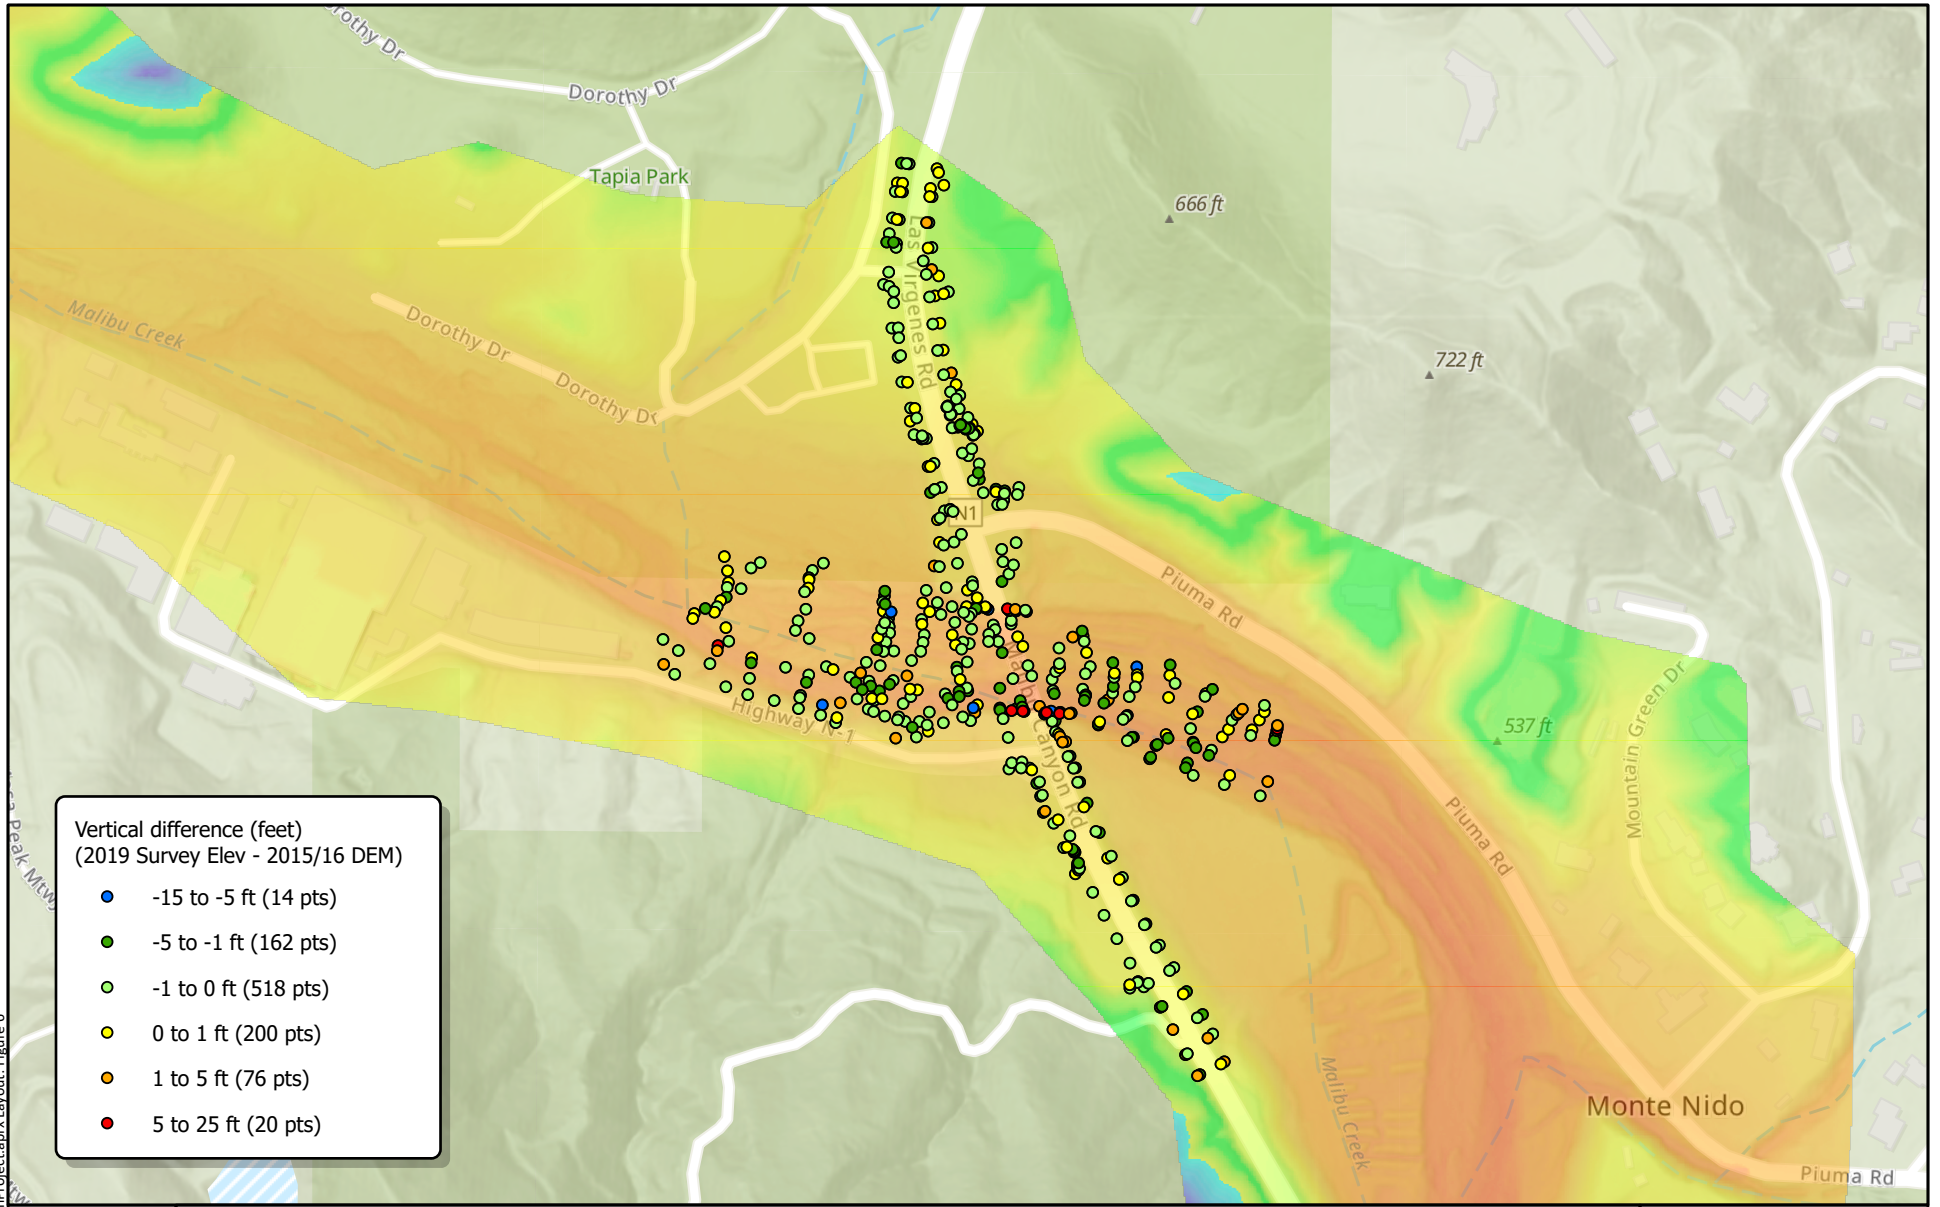 Dorothy Dr
Dorothy Dr
Tapia Park
666 ft
Las Virgenes Rd
Malibu Creek
Dorothy Dr
Dorothy Dr
722 ft
N1
Piuma Rd
Malibu Canyon Rd
Highway N-1
537 ft
Mountain Green Dr
Piuma Rd
Peak Mtwy
Vertical difference (feet)
(2019 Survey Elev - 2015/16 DEM)
-15 to -5 ft (14 pts)
-5 to -1 ft (162 pts)
-1 to 0 ft (518 pts)
0 to 1 ft (200 pts)
1 to 5 ft (76 pts)
5 to 25 ft (20 pts)
Malibu Creek
Monte Nido
Piuma Rd